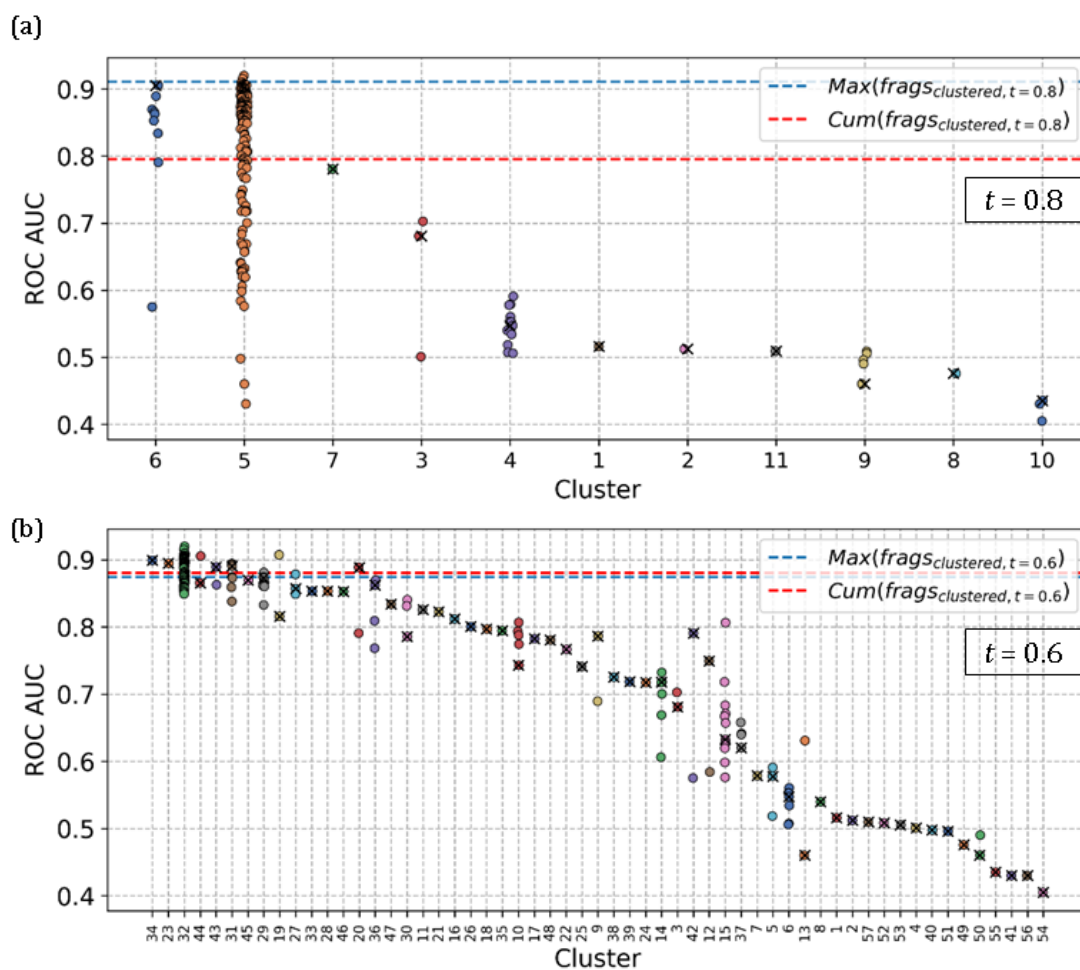 (a)
ROC AUC
0.9
0.8
0.7
0.6
0.5
0.4
Max(frags_clustered, t = 0.8)
Cum(frags_clustered, t = 0.8)
t = 0.8
6 5 7 3 4 1 2 11 9 8 10
Cluster
(b)
ROC AUC
0.9
0.8
0.7
0.6
0.5
0.4
Max(frags_clustered, t = 0.6)
Cum(frags_clustered, t = 0.6)
t = 0.6
34 23 32 44 43 31 45 29 19 27 33 28 46 20 36 47 30 11 21 16 26 18 35 10 17 48 22 25 9 38 39 24 14 3 42 12 15 37 7 5 6 13 8 1 2 57 52 53 4 40 51 49 50 55 41 56 54
Cluster